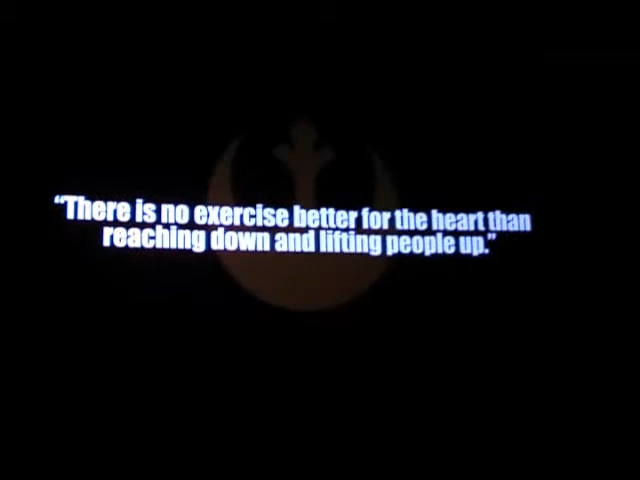 “There is no exercise better for the heart than
reaching down and lifting people up.”